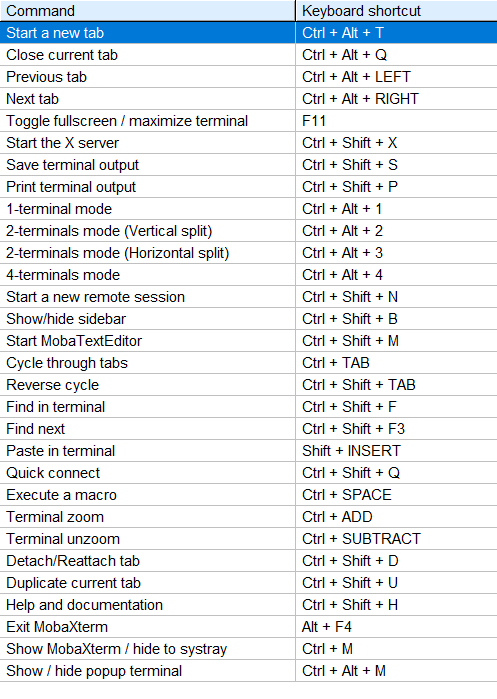 Command Keyboard shortcut
Start a new tab Ctrl + Alt + T
Close current tab Ctrl + Alt + Q
Previous tab Ctrl + Alt + LEFT
Next tab Ctrl + Alt + RIGHT
Toggle fullscreen / maximize terminal F11
Start the X server Ctrl + Shift + X
Save terminal output Ctrl + Shift + S
Print terminal output Ctrl + Shift + P
1-terminal mode Ctrl + Alt + 1
2-terminals mode (Vertical split) Ctrl + Alt + 2
2-terminals mode (Horizontal split) Ctrl + Alt + 3
4-terminals mode Ctrl + Alt + 4
Start a new remote session Ctrl + Shift + N
Show/hide sidebar Ctrl + Shift + B
Start MobaTextEditor Ctrl + Shift + M
Cycle through tabs Ctrl + TAB
Reverse cycle Ctrl + Shift + TAB
Find in terminal Ctrl + Shift + F
Find next Ctrl + Shift + F3
Paste in terminal Shift + INSERT
Quick connect Ctrl + Shift + Q
Execute a macro Ctrl + SPACE
Terminal zoom Ctrl + ADD
Terminal unzoom Ctrl + SUBTRACT
Detach/Reattach tab Ctrl + Shift + D
Duplicate current tab Ctrl + Shift + U
Help and documentation Ctrl + Shift + H
Exit MobaXterm Alt + F4
Show MobaXterm / hide to systray Ctrl + M
Show / hide popup terminal Ctrl + Alt + M